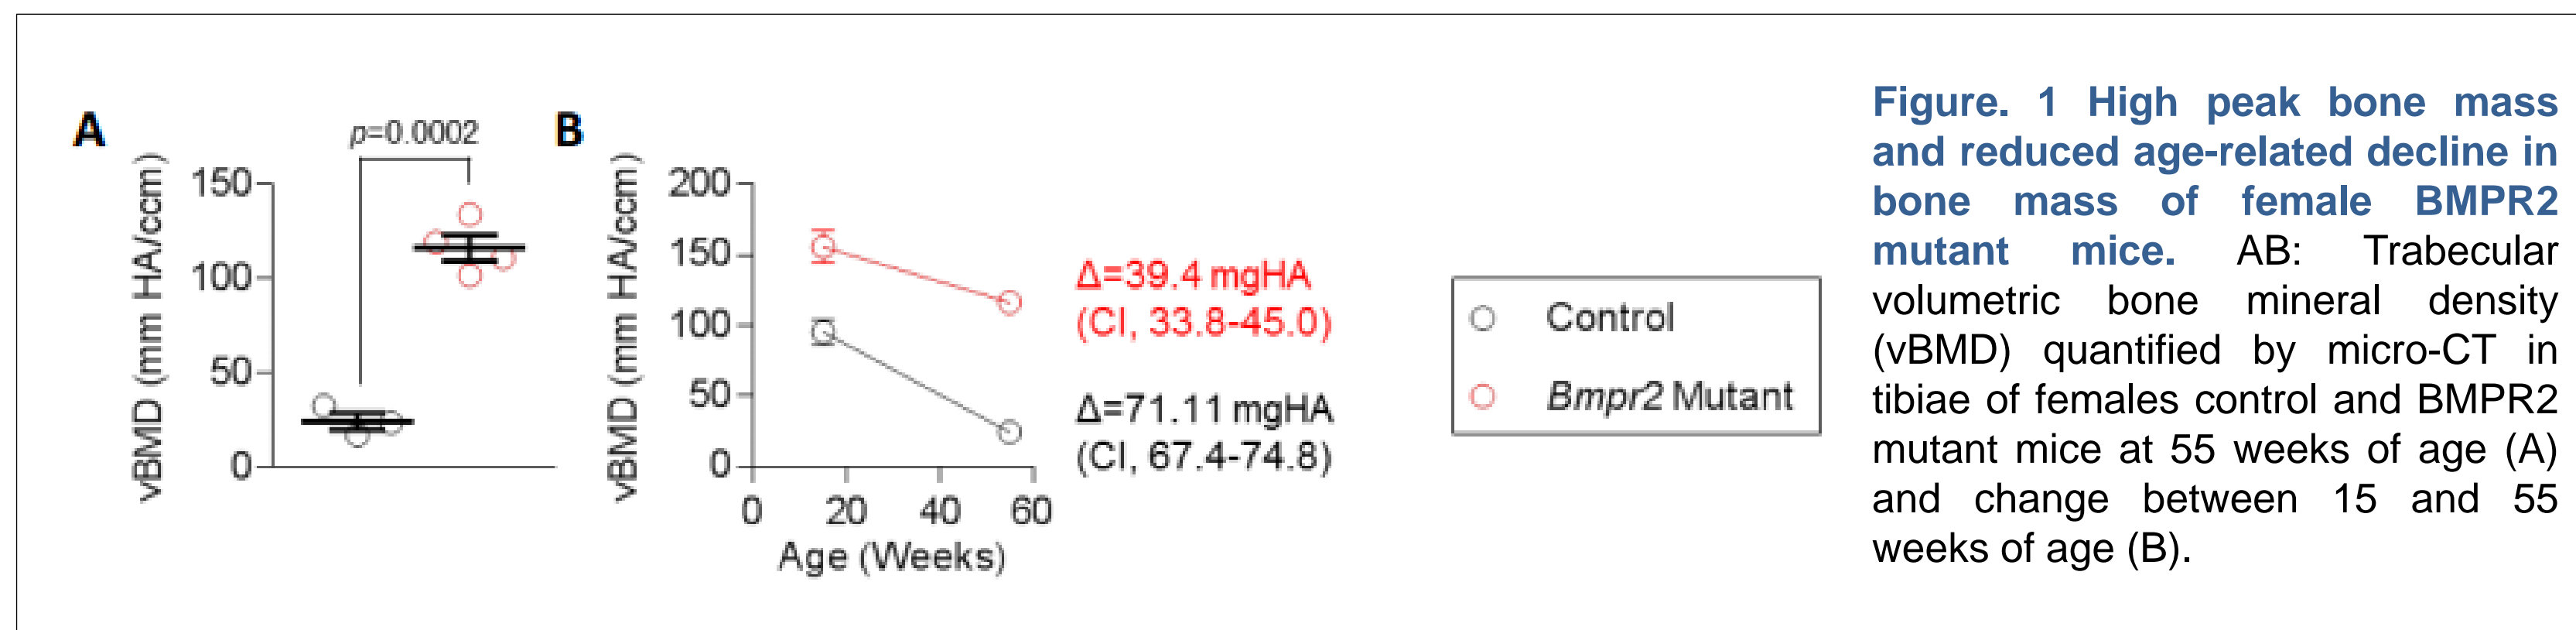 A
p=0.0002
vBMD (mm HA/ccm)
150
100
50
0
B
vBMD (mm HA/ccm)
200
150
100
50
0
0 20 40 60
Age (Weeks)
Δ=39.4 mgHA
(CI, 33.8-45.0)
Δ=71.11 mgHA
(CI, 67.4-74.8)
Control
Bmpr2 Mutant
Figure. 1 High peak bone mass
and reduced age-related decline in
bone mass of female BMPR2
mutant mice. AB: Trabecular
volumetric bone mineral density
(vBMD) quantified by micro-CT in
tibiae of females control and BMPR2
mutant mice at 55 weeks of age (A)
and change between 15 and 55
weeks of age (B).